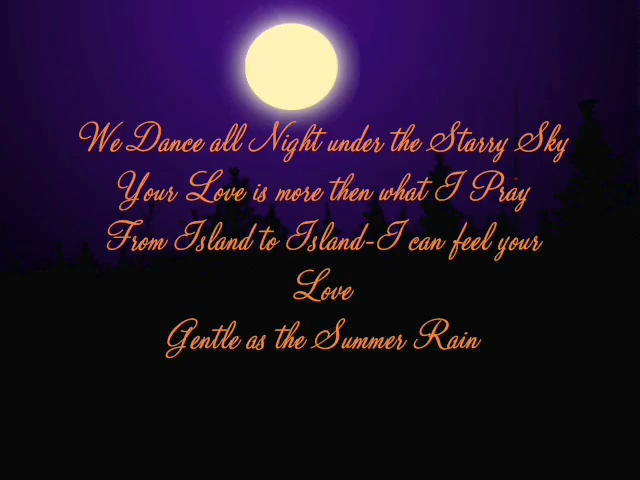 We Dance all Night under the Starry Sky
Your Love is more then what I Pray
From Island to Island-I can feel your
Love
Gentle as the Summer Rain